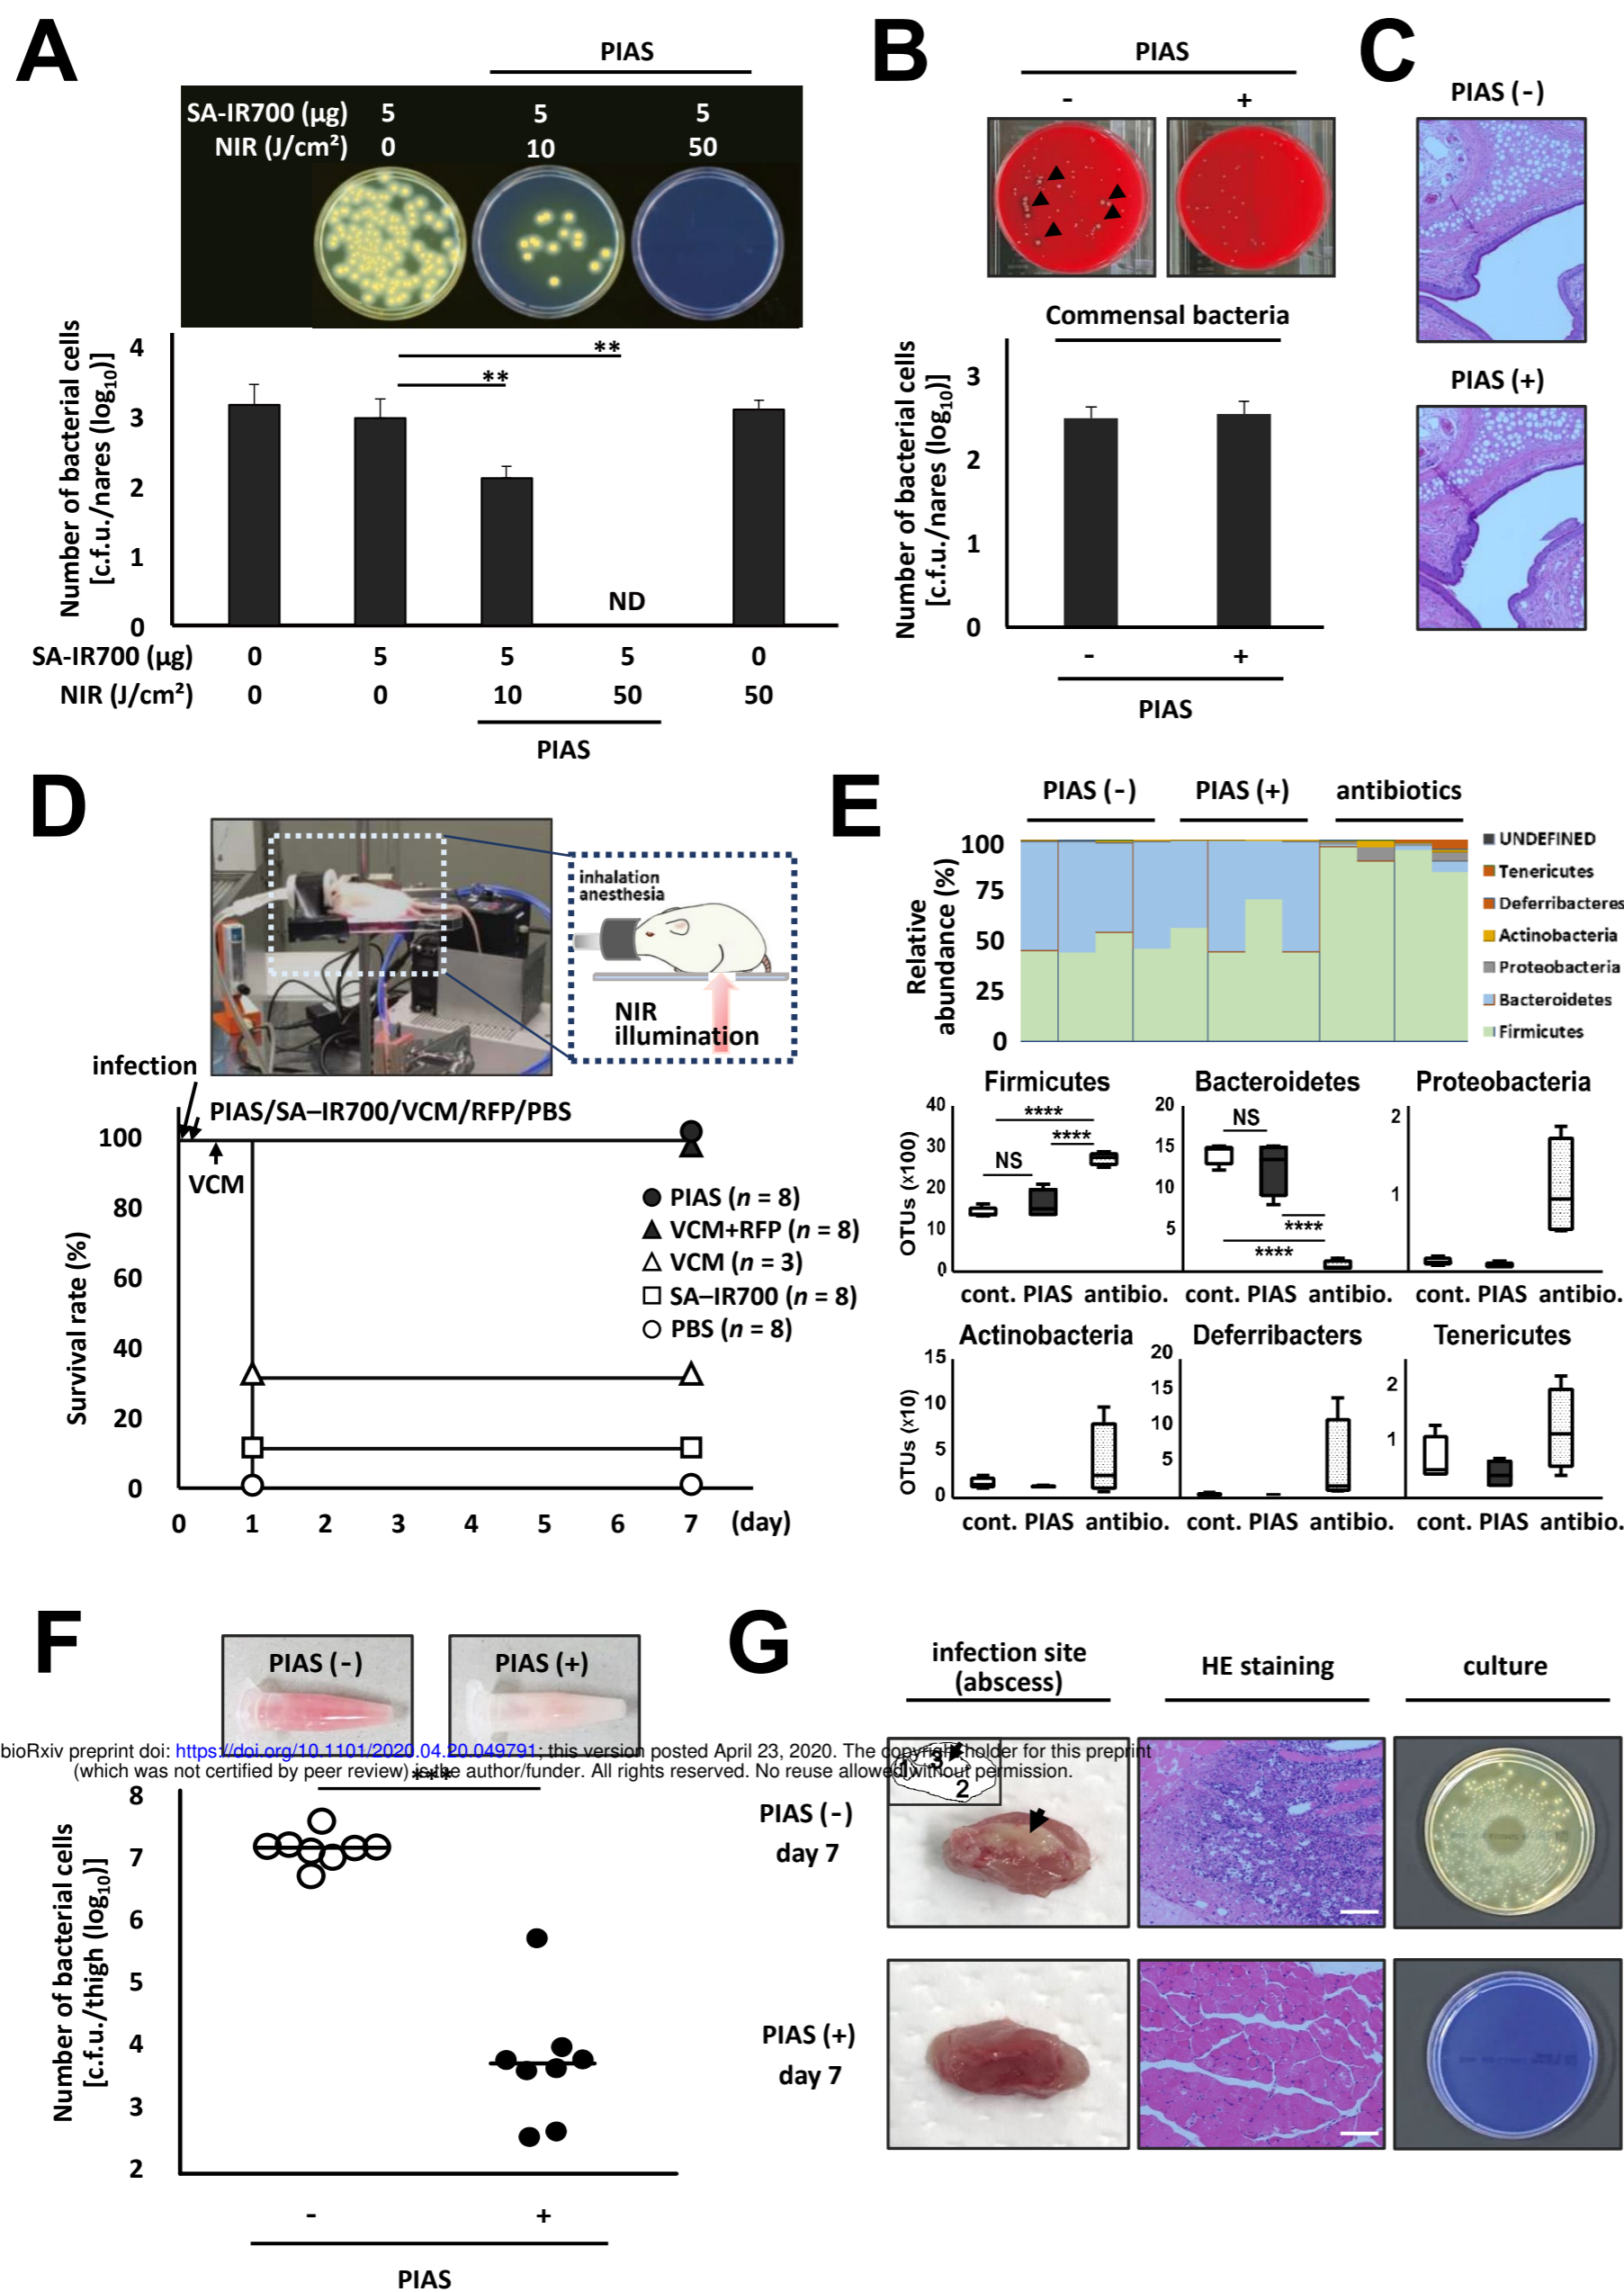 A
PIAS
SA-IR700 (μg) 5 5 5
NIR (J/cm²) 0 10 50
Number of bacterial cells
[c.f.u./nares (log10)]
4
3
2
1
0
**
**
ND
SA-IR700 (μg) 0 5 5 5 0
NIR (J/cm²) 0 0 10 50 50
PIAS
B
PIAS
- +
Commensal bacteria
Number of bacterial cells
[c.f.u./nares (log10)]
3
2
1
0
- +
PIAS
C
PIAS (-)
PIAS (+)
D
inhalation
anesthesia
NIR
illumination
infection
PIAS/SA–IR700/VCM/RFP/PBS
VCM
Survival rate (%)
100
80
60
40
20
0
PIAS (n = 8)
VCM+RFP (n = 8)
VCM (n = 3)
SA–IR700 (n = 8)
PBS (n = 8)
0 1 2 3 4 5 6 7 (day)
E
PIAS (-) PIAS (+) antibiotics
Relative
abundance (%)
100
75
50
25
0
UNDEFINED
Tenericutes
Deferribacteres
Actinobacteria
Proteobacteria
Bacteroidetes
Firmicutes
Firmicutes Bacteroidetes Proteobacteria
OTUs (x100)
40
30
20
10
0
NS
****
****
20
15
10
5
NS
****
****
2
1
cont. PIAS antibio. cont. PIAS antibio. cont. PIAS antibio.
Actinobacteria Deferribacters Tenericutes
OTUs (x10)
15
10
5
0
20
15
10
5
2
1
cont. PIAS antibio. cont. PIAS antibio. cont. PIAS antibio.
F
PIAS (-) PIAS (+)
bioRxiv preprint doi: https://doi.org/10.1101/2020.04.20.049791; this version posted April 23, 2020. The copyright holder for this preprint
(which was not certified by peer review) is the author/funder. All rights reserved. No reuse allowed without permission.
***
Number of bacterial cells
[c.f.u./thigh (log10)]
8
7
6
5
4
3
2
- +
PIAS
G
infection site
(abscess)
HE staining
culture
1 3
2
PIAS (-)
day 7
PIAS (+)
day 7